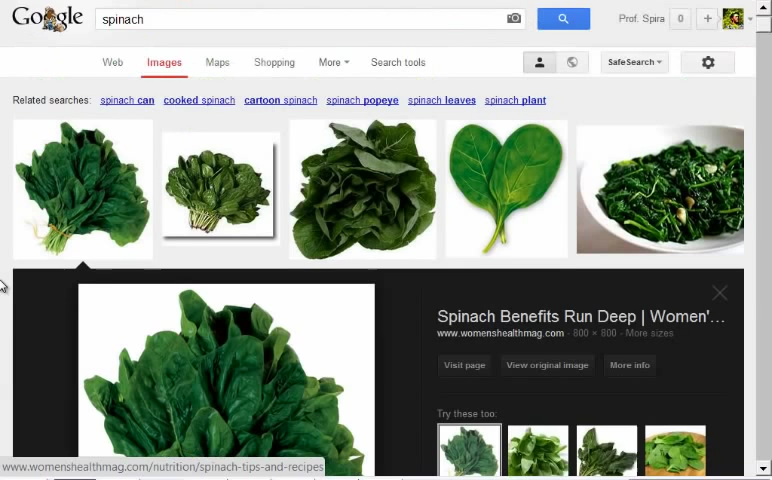 Google
spinach
Prof. Spira 0 +
Web Images Maps Shopping More Search tools SafeSearch
Related searches: spinach can cooked spinach cartoon spinach spinach popeye spinach leaves spinach plant
Spinach Benefits Run Deep | Women'...
www.womenshealthmag.com - 800 × 800 - More sizes
Visit page View original image More info
Try these too:
www.womenshealthmag.com/nutrition/spinach-tips-and-recipes